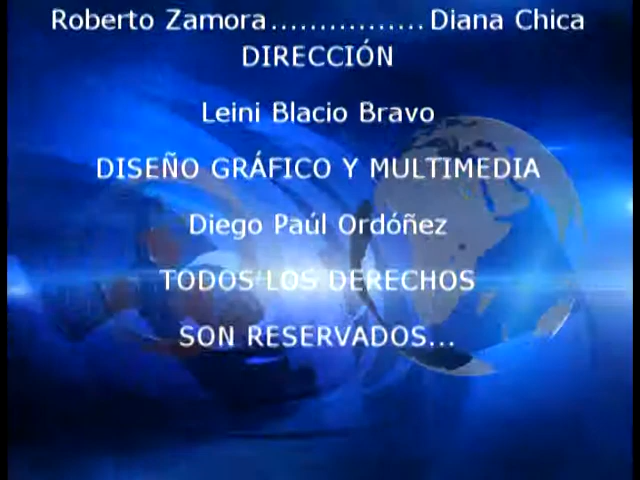 Roberto Zamora................Diana Chica
DIRECCIÓN
Leini Blacio Bravo
DISEÑO GRÁFICO Y MULTIMEDIA
Diego Paúl Ordóñez
TODOS LOS DERECHOS
SON RESERVADOS...